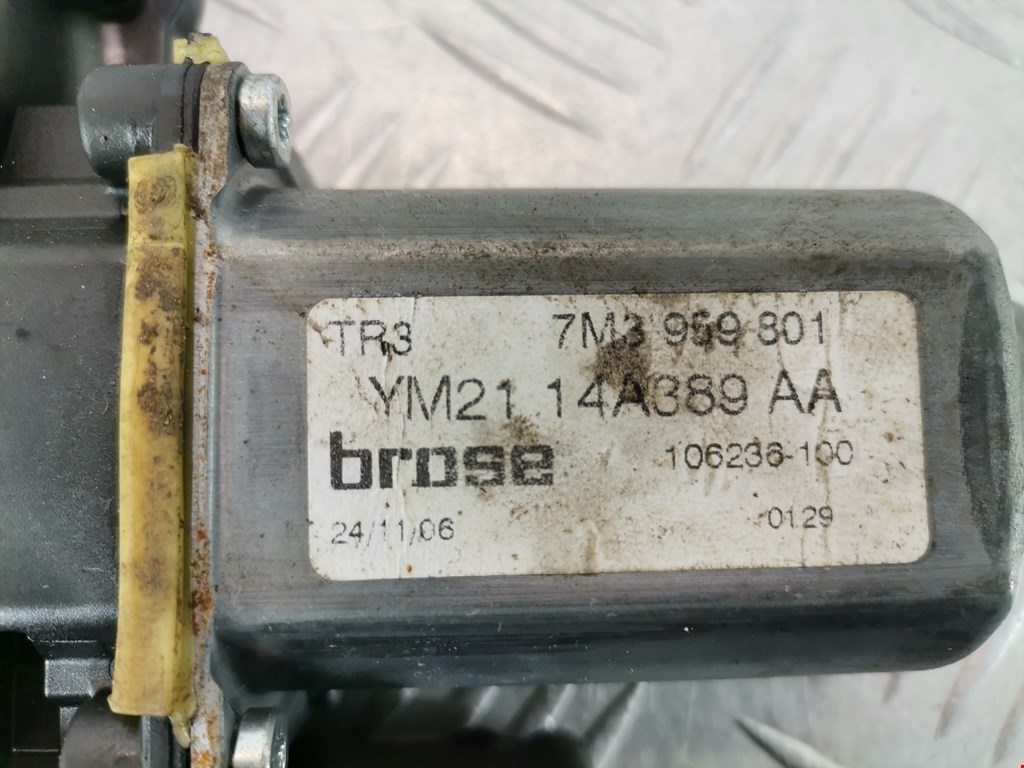 TR3 7M3 959 801
YM21 14A389 AA
brose 106236-100
24/11/06 0129